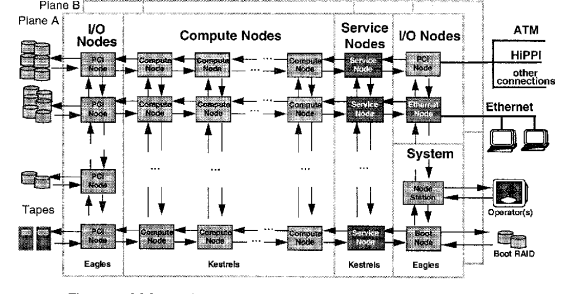 Plane B
Plane A
I/O Nodes
Compute Nodes
Service Nodes
I/O Nodes
ATM
HiPPI
other connections
PCI Node
Compute Node
Compute Node
...
Compute Node
Service Node
PCI Node
PCI Node
Compute Node
Compute Node
...
Compute Node
Service Node
Ethernet Node
Ethernet
System
PCI Node
...
...
Node Station
Operator(s)
Tapes
PCI Node
Compute Node
Compute Node
...
Compute Node
Service Node
Boot Node
Boot RAID
Eagles
Kestrels
Kestrels
Eagles